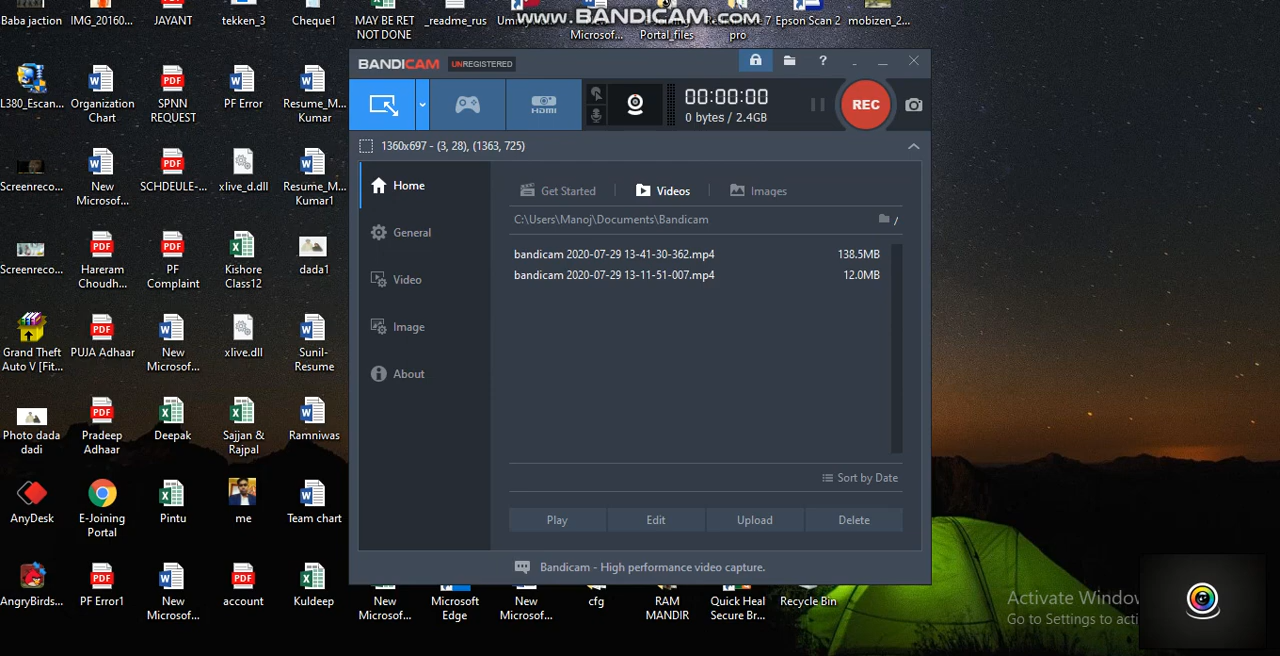 Baba jaction
IMG_20160...
JAYANT
tekken_3
Cheque1
MAY BE RET
NOT DONE
_readme_rus
www.BANDICAM.com
Microsof...
Portal_files
7
pro
Epson Scan 2
mobizen_2...
BANDICAM
UNREGISTERED
?
HDMI
00:00:00
0 bytes / 2.4GB
REC
1360x697 - (3, 28), (1363, 725)
Home
General
Video
Image
About
Get Started
Videos
Images
C:\Users\Manoj\Documents\Bandicam
/
bandicam 2020-07-29 13-41-30-362.mp4
138.5MB
bandicam 2020-07-29 13-11-51-007.mp4
12.0MB
Sort by Date
Play
Edit
Upload
Delete
Bandicam - High performance video capture.
L380_Escan...
Organization
Chart
SPNN
REQUEST
PF Error
Resume_M...
Kumar
Screenreco...
New
Microsof...
SCHDEULE-...
xlive_d.dll
Resume_M...
Kumar1
Screenreco...
Hareram
Choudh...
PF
Complaint
Kishore
Class12
dada1
Grand Theft
Auto V [Fit...
PUJA Adhaar
New
Microsof...
xlive.dll
Sunil-
Resume
Photo dada
dadi
Pradeep
Adhaar
Deepak
Sajjan &
Rajpal
Ramniwas
AnyDesk
E-Joining
Portal
Pintu
me
Team chart
AngryBirds...
PF Error1
New
Microsof...
account
Kuldeep
New
Microsof...
Microsoft
Edge
New
Microsof...
cfg
RAM
MANDIR
Quick Heal
Secure Br...
Recycle Bin
Activate Window
Go to Settings to acti